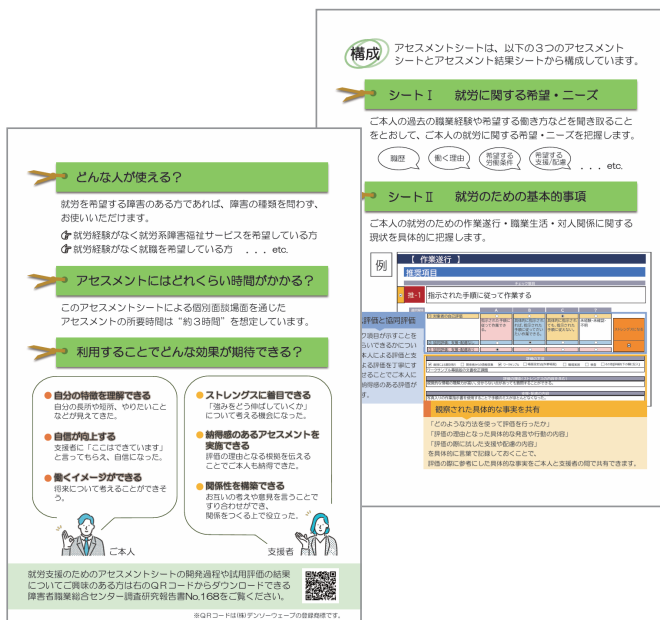 構成
アセスメントシートは、以下の３つのアセスメント
シートとアセスメント結果シートから構成しています。
シートⅠ　就労に関する希望・ニーズ
ご本人の過去の職業経験や希望する働き方などを聞き取ること
をとおして、ご本人の就労に関する希望・ニーズを把握します。
職歴
働く理由
希望する
労働条件
希望する
支援/配慮
．．．etc.
シートⅡ　就労のための基本的事項
ご本人の就労のための作業遂行・職業生活・対人関係に関する
現状を具体的に把握します。
例
【 作業遂行 】
推奨項目
推-1
指示された手順に従って作業する
評価と協同評価
観察された具体的な事実を共有
「どのような方法を使って評価を行ったか」
「評価の理由となった具体的な発言や行動の内容」
「評価の際に試した支援や配慮の内容」
を具体的に言葉で記録しておくことで、
評価の際に参考にした具体的な事実をご本人と支援者の間で共有できます。
どんな人が使える？
就労を希望する障害のある方であれば、障害の種類を問わず、
お使いいただけます。
就労経験がなく就労系障害福祉サービスを希望している方
就労経験がなく就職を希望している方　．．．etc.
アセスメントにはどれくらい時間がかかる？
このアセスメントシートによる個別面談場面を通じた
アセスメントの所要時間は“約３時間”を想定しています。
利用することでどんな効果が期待できる？
自分の特徴を理解できる
自分の長所や短所、やりたいこと
などが見えてきた。
自信が向上する
支援者に「ここはできています」
と言ってもらえ、自信になった。
働くイメージができる
将来について考えることができそ
う。
ご本人
ストレングスに着目できる
「強みをどう伸ばしていくか」
について考える機会になった。
納得感のあるアセスメントを
実施できる
評価の理由となる根拠を伝える
ことでご本人も納得できた。
関係性を構築できる
お互いの考えや意見を言うことで
すり合わせができ、
関係をつくる上で役立った。
支援者
就労支援のためのアセスメントシートの開発過程や試用評価の結果
についてご興味のある方は右のＱＲコードからダウンロードできる
障害者職業総合センター調査研究報告書No.168をご覧ください。
※ＱＲコードは(株)デンソーウェーブの登録商標です。